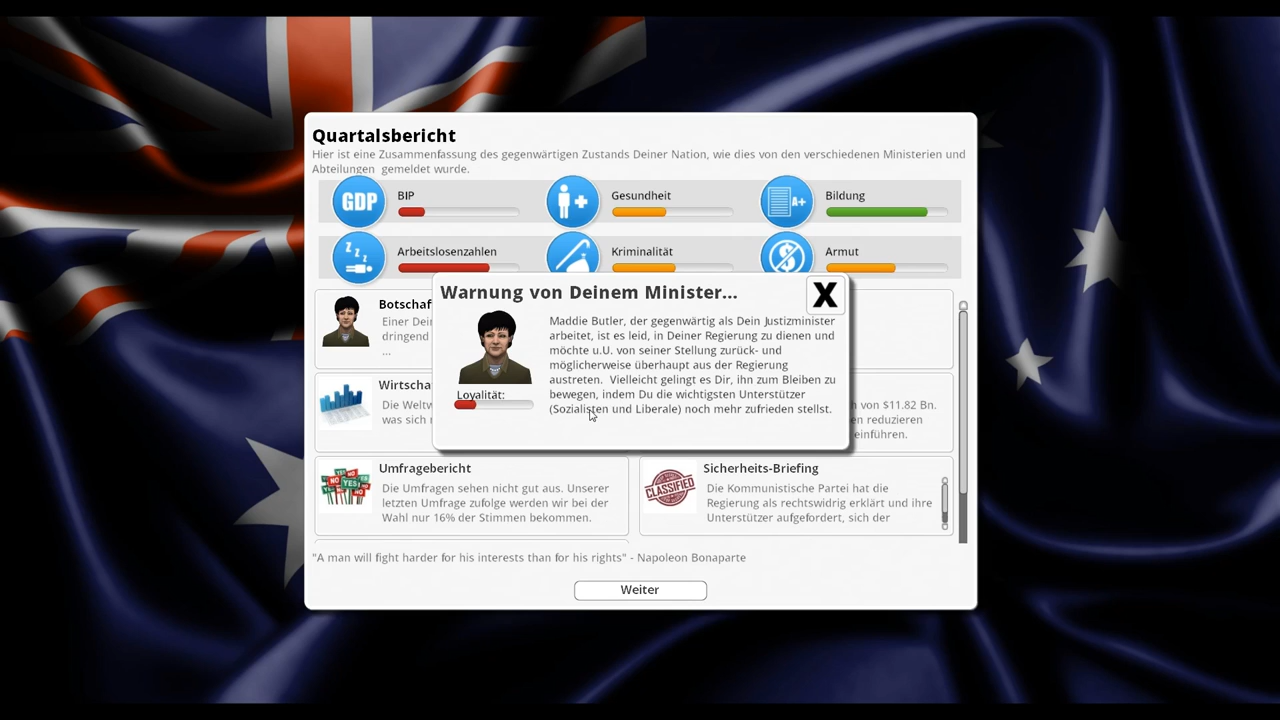 Quartalsbericht
Hier ist eine Zusammenfassung des gegenwärtigen Zustands Deiner Nation, wie dies von den verschiedenen Ministerien und
Abteilungen gemeldet wurde.
GDP
BIP
Gesundheit
A+
Bildung
Arbeitslosenzahlen
Kriminalität
Armut
Warnung von Deinem Minister...
X
Maddie Butler, der gegenwärtig als Dein Justizminister
arbeitet, ist es leid, in Deiner Regierung zu dienen und
möchte u.U. von seiner Stellung zurück- und
möglicherweise überhaupt aus der Regierung
austreten. Vielleicht gelingt es Dir, ihn zum Bleiben zu
bewegen, indem Du die wichtigsten Unterstützer
(Sozialisten und Liberale) noch mehr zufrieden stellst.
Loyalität:
Botschaf
Einer Dei
dringend
...
Wirtscha
Die Weltw
was sich
h von $11.82 Bn.
en reduzieren
einführen.
Umfragebericht
Die Umfragen sehen nicht gut aus. Unserer
letzten Umfrage zufolge werden wir bei der
Wahl nur 16% der Stimmen bekommen.
NO YES NO
YES!
CLASSIFIED
Sicherheits-Briefing
Die Kommunistische Partei hat die
Regierung als rechtswidrig erklärt und ihre
Unterstützer aufgefordert, sich der
"A man will fight harder for his interests than for his rights" - Napoleon Bonaparte
Weiter